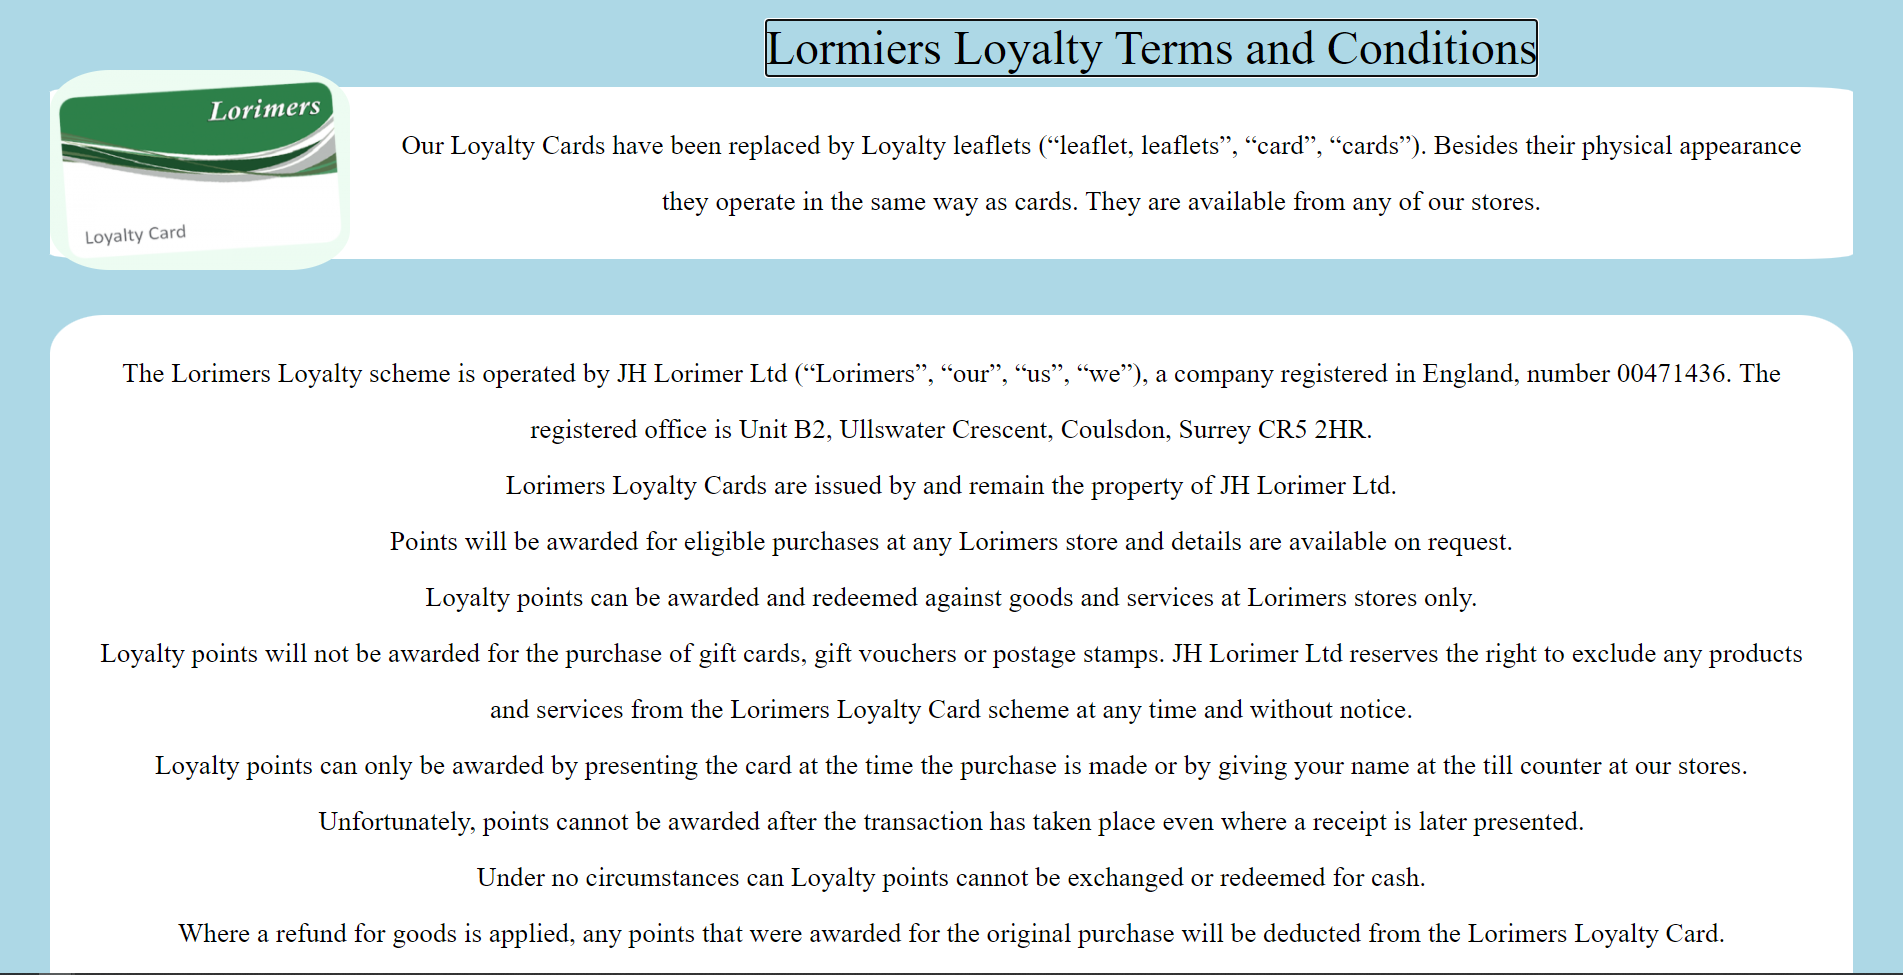 Lormiers Loyalty Terms and Conditions
Lorimers
Loyalty Card
Our Loyalty Cards have been replaced by Loyalty leaflets (“leaflet, leaflets”, “card”, “cards”). Besides their physical appearance
they operate in the same way as cards. They are available from any of our stores.
The Lorimers Loyalty scheme is operated by JH Lorimer Ltd (“Lorimers”, “our”, “us”, “we”), a company registered in England, number 00471436. The
registered office is Unit B2, Ullswater Crescent, Coulsdon, Surrey CR5 2HR.
Lorimers Loyalty Cards are issued by and remain the property of JH Lorimer Ltd.
Points will be awarded for eligible purchases at any Lorimers store and details are available on request.
Loyalty points can be awarded and redeemed against goods and services at Lorimers stores only.
Loyalty points will not be awarded for the purchase of gift cards, gift vouchers or postage stamps. JH Lorimer Ltd reserves the right to exclude any products
and services from the Lorimers Loyalty Card scheme at any time and without notice.
Loyalty points can only be awarded by presenting the card at the time the purchase is made or by giving your name at the till counter at our stores.
Unfortunately, points cannot be awarded after the transaction has taken place even where a receipt is later presented.
Under no circumstances can Loyalty points cannot be exchanged or redeemed for cash.
Where a refund for goods is applied, any points that were awarded for the original purchase will be deducted from the Lorimers Loyalty Card.